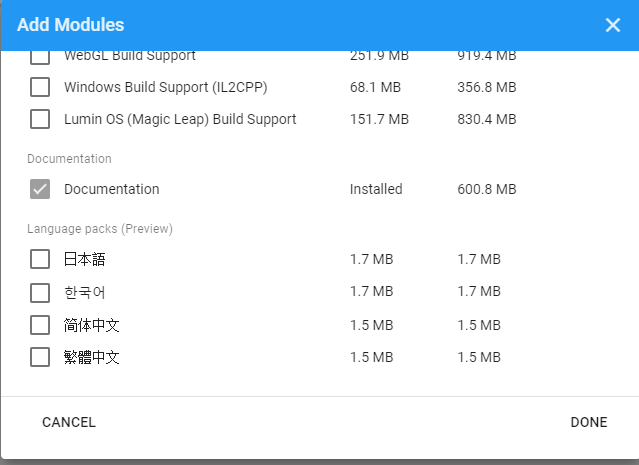 Add Modules
WebGL Build Support 251.9 MB 919.4 MB
Windows Build Support (IL2CPP) 68.1 MB 356.8 MB
Lumin OS (Magic Leap) Build Support 151.7 MB 830.4 MB
Documentation
Documentation Installed 600.8 MB
Language packs (Preview)
日本語 1.7 MB 1.7 MB
한국어 1.7 MB 1.7 MB
简体中文 1.5 MB 1.5 MB
繁體中文 1.5 MB 1.5 MB
CANCEL DONE